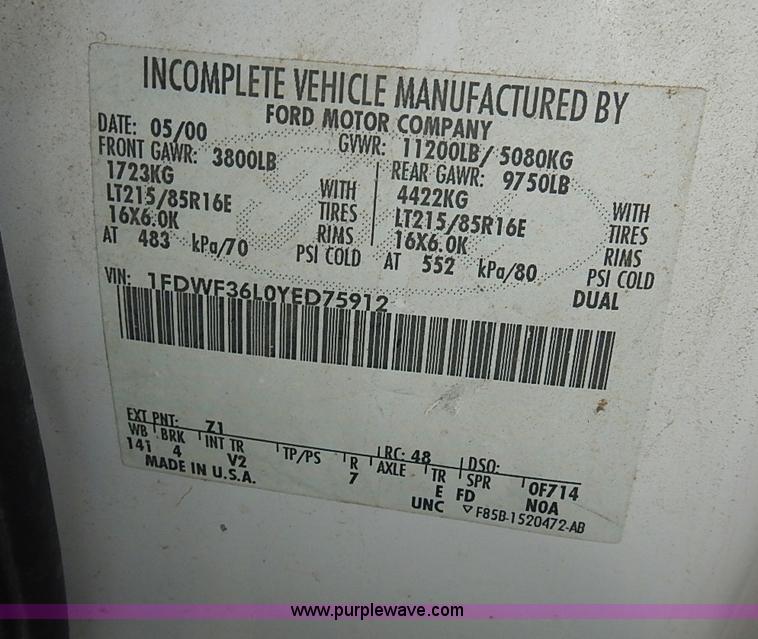 INCOMPLETE VEHICLE MANUFACTURED BY
FORD MOTOR COMPANY
DATE: 05/00 GVWR: 11200LB/ 5080KG
FRONT GAWR: 3800LB REAR GAWR: 9750LB
1723KG WITH 4422KG WITH
LT215/85R16E TIRES LT215/85R16E TIRES
16X6.0K RIMS 16X6.0K RIMS
AT 483 kPa/70 PSI COLD AT 552 kPa/80 PSI COLD
DUAL
VIN: 1FDWF36L0YED75912
EXT PNT: Z1 RC: 48 DSO:
WB BRK INT TR TP/PS R AXLE TR SPR 0F714
141 4 V2 7 E FD N0A
MADE IN U.S.A. UNC ▽ F85B-1520472-AB
www.purplewave.com